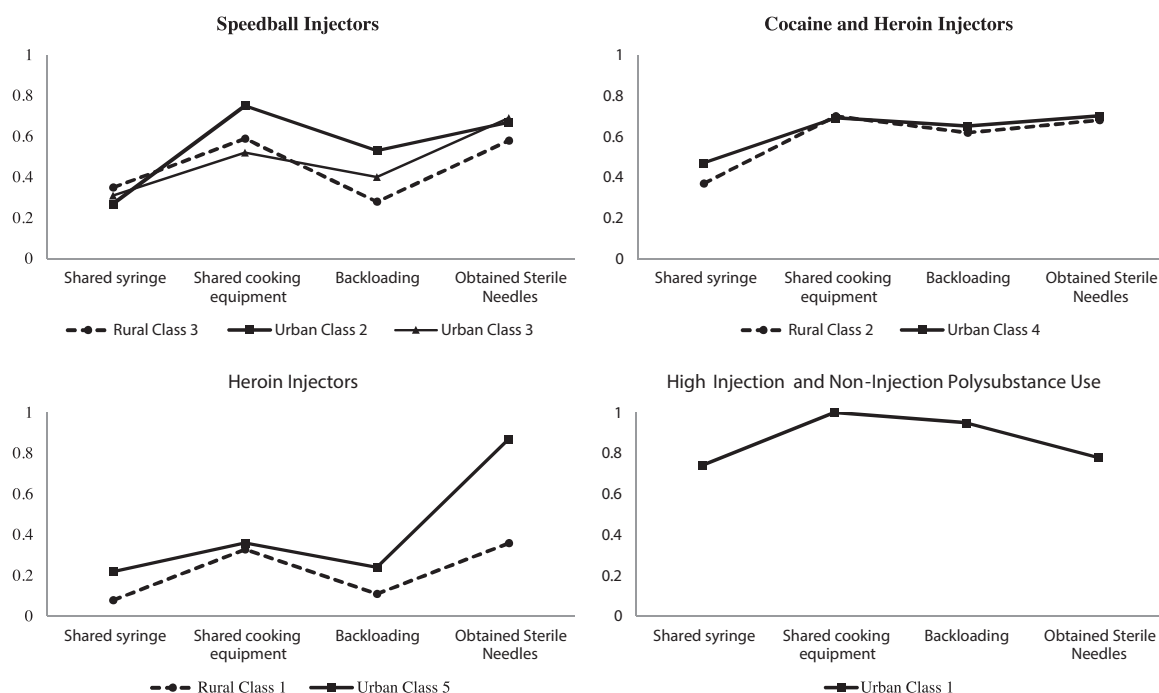 Speedball Injectors
1
0.8
0.6
0.4
0.2
0
Shared syringe
Shared cooking
equipment
Backloading
Obtained Sterile
Needles
Rural Class 3
Urban Class 2
Urban Class 3
Cocaine and Heroin Injectors
1
0.8
0.6
0.4
0.2
0
Shared syringe
Shared cooking
equipment
Backloading
Obtained Sterile
Needles
Rural Class 2
Urban Class 4
Heroin Injectors
1
0.8
0.6
0.4
0.2
0
Shared syringe
Shared cooking
equipment
Backloading
Obtained Sterile
Needles
Rural Class 1
Urban Class 5
High Injection and Non-Injection Polysubstance Use
1
0.8
0.6
0.4
0.2
0
Shared syringe
Shared cooking
equipment
Backloading
Obtained Sterile
Needles
Urban Class 1